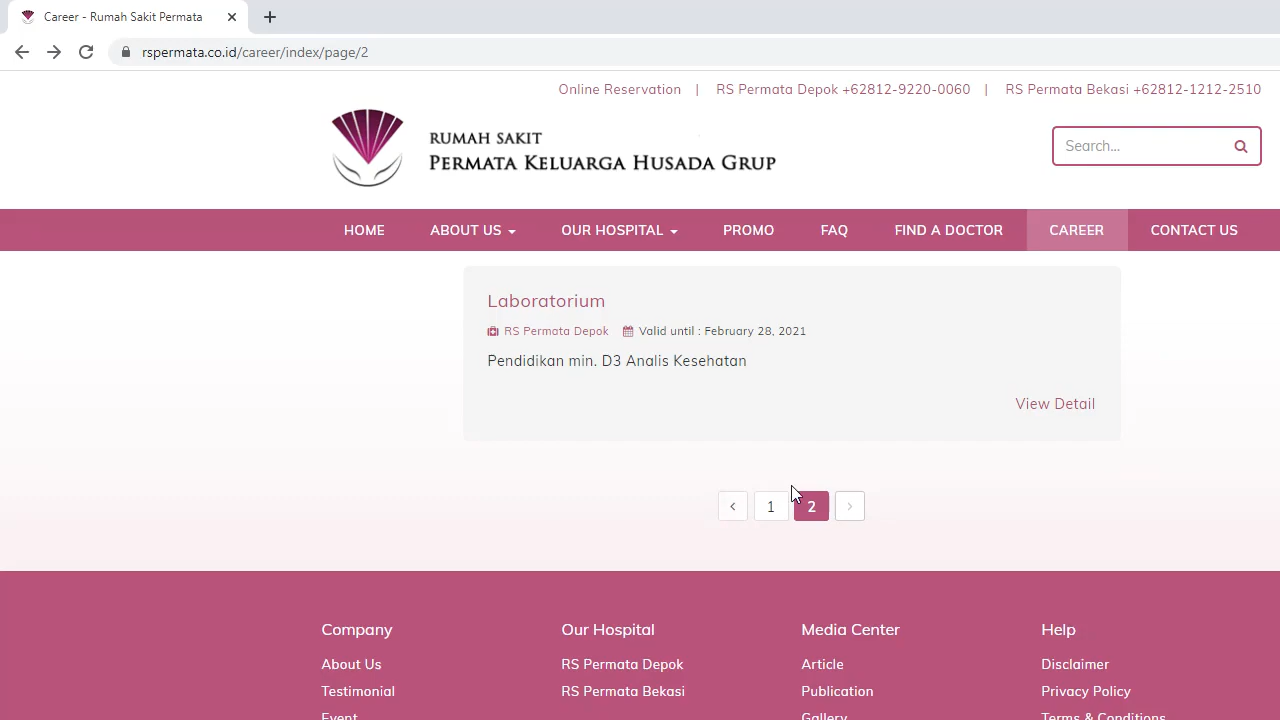 Career - Rumah Sakit Permata
rspermata.co.id/career/index/page/2
Online Reservation | RS Permata Depok +62812-9220-0060 | RS Permata Bekasi +62812-1212-2510
RUMAH SAKIT
PERMATA KELUARGA HUSADA GRUP
Search...
HOME ABOUT US OUR HOSPITAL PROMO FAQ FIND A DOCTOR CAREER CONTACT US
Laboratorium
RS Permata Depok Valid until : February 28, 2021
Pendidikan min. D3 Analis Kesehatan
View Detail
‹ 1 2 ›
Company Our Hospital Media Center Help
About Us RS Permata Depok Article Disclaimer
Testimonial RS Permata Bekasi Publication Privacy Policy
Event Gallery Terms & Conditions